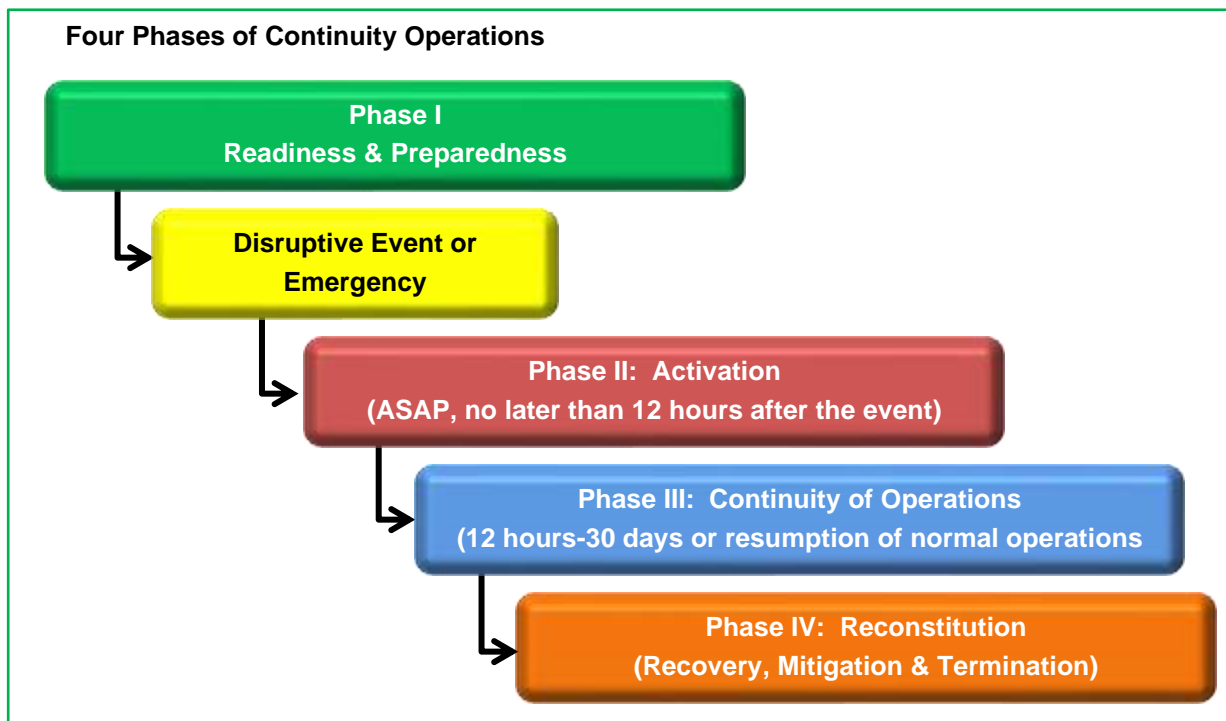 Four Phases of Continuity Operations
Phase I
Readiness & Preparedness
Disruptive Event or
Emergency
Phase II:  Activation
(ASAP, no later than 12 hours after the event)
Phase III:  Continuity of Operations
(12 hours-30 days or resumption of normal operations
Phase IV:  Reconstitution
(Recovery, Mitigation & Termination)